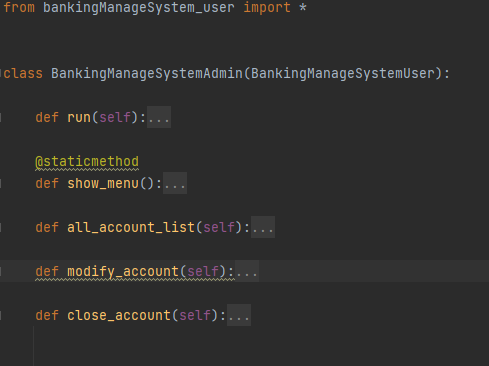 from bankingManageSystem_user import *
class BankingManageSystemAdmin(BankingManageSystemUser):
def run(self):...
@staticmethod
def show_menu():...
def all_account_list(self):...
def modify_account(self):...
def close_account(self):...